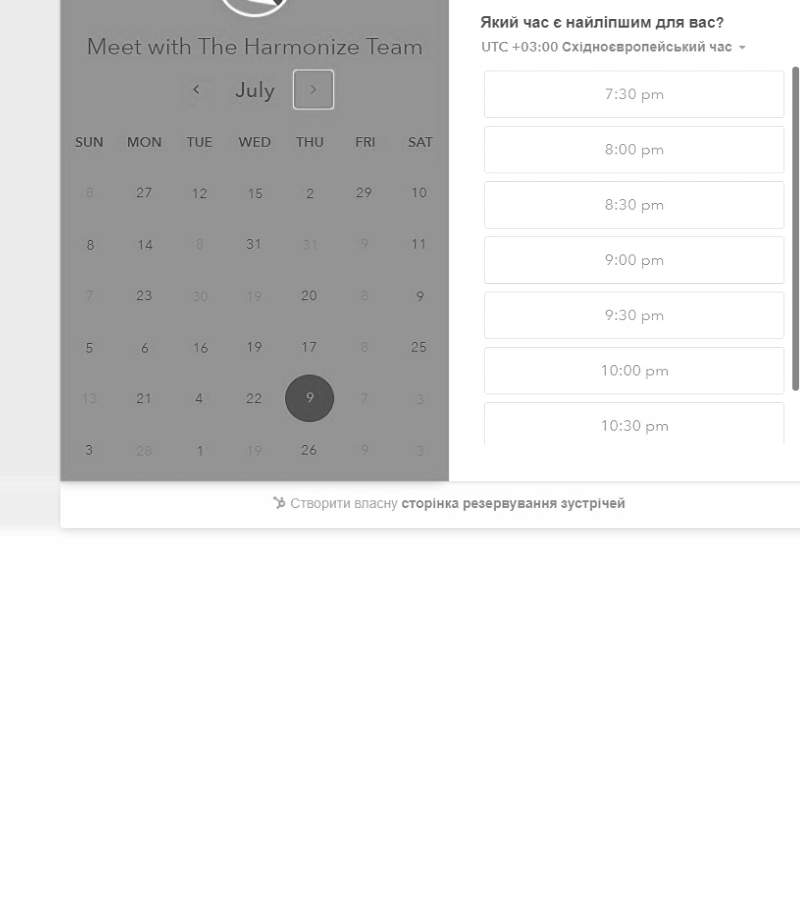 Meet with The Harmonize Team
July
SUN MON TUE WED THU FRI SAT
8 27 12 15 2 29 10
8 14 8 31 31 9 11
7 23 30 19 20 8 9
5 6 16 19 17 8 25
13 21 4 22 9 7 3
3 28 1 19 26 9 3
Який час є найліпшим для вас?
UTC +03:00 Східноєвропейський час
7:30 pm
8:00 pm
8:30 pm
9:00 pm
9:30 pm
10:00 pm
10:30 pm
Створити власну сторінка резервування зустрічей